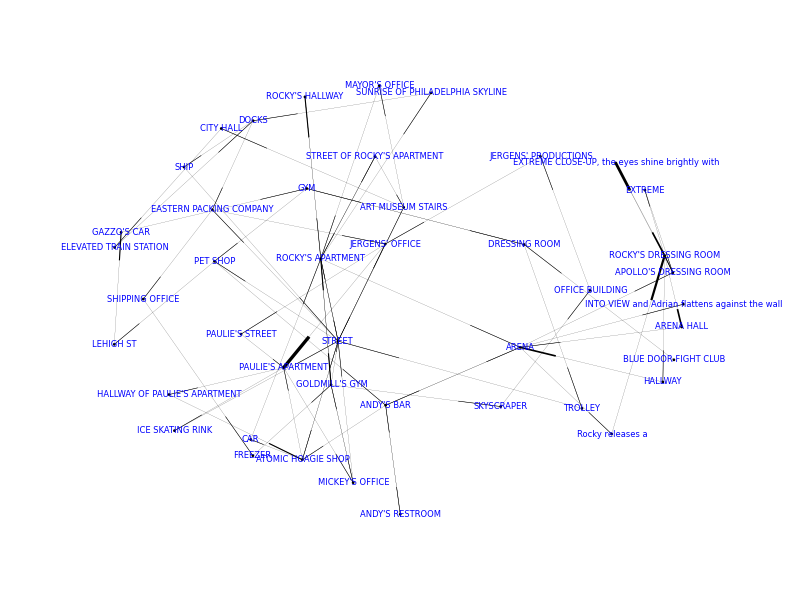 MAYOR'S OFFICE
SUNRISE OF PHILADELPHIA SKYLINE
ROCKY'S HALLWAY
DOCKS
CITY HALL
STREET OF ROCKY'S APARTMENT
JERGENS' PRODUCTIONS
EXTREME CLOSE-UP, the eyes shine brightly with
SHIP
GYM
EXTREME
EASTERN PACKING COMPANY
ART MUSEUM STAIRS
GAZZO'S CAR
ELEVATED TRAIN STATION
JERGENS' OFFICE
DRESSING ROOM
ROCKY'S DRESSING ROOM
PET SHOP
ROCKY'S APARTMENT
APOLLO'S DRESSING ROOM
OFFICE BUILDING
SHIPPING OFFICE
INTO VIEW and Adrian flattens against the wall
ARENA HALL
PAULIE'S STREET
STREET
LEHIGH ST
ARENA
BLUE DOOR FIGHT CLUB
PAULIE'S APARTMENT
HALLWAY
GOLDMILL'S GYM
HALLWAY OF PAULIE'S APARTMENT
ANDY'S BAR
SKYSCRAPER
TROLLEY
ICE SKATING RINK
Rocky releases a
CAR
FREEZER
ATOMIC HOAGIE SHOP
MICKEY'S OFFICE
ANDY'S RESTROOM